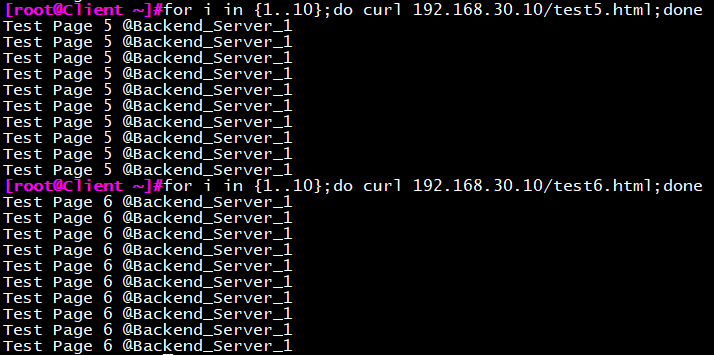 [root@Client ~]#for i in {1..10};do curl 192.168.30.10/test5.html;done
Test Page 5 @Backend_Server_1
Test Page 5 @Backend_Server_1
Test Page 5 @Backend_Server_1
Test Page 5 @Backend_Server_1
Test Page 5 @Backend_Server_1
Test Page 5 @Backend_Server_1
Test Page 5 @Backend_Server_1
Test Page 5 @Backend_Server_1
Test Page 5 @Backend_Server_1
Test Page 5 @Backend_Server_1
[root@Client ~]#for i in {1..10};do curl 192.168.30.10/test6.html;done
Test Page 6 @Backend_Server_1
Test Page 6 @Backend_Server_1
Test Page 6 @Backend_Server_1
Test Page 6 @Backend_Server_1
Test Page 6 @Backend_Server_1
Test Page 6 @Backend_Server_1
Test Page 6 @Backend_Server_1
Test Page 6 @Backend_Server_1
Test Page 6 @Backend_Server_1
Test Page 6 @Backend_Server_1